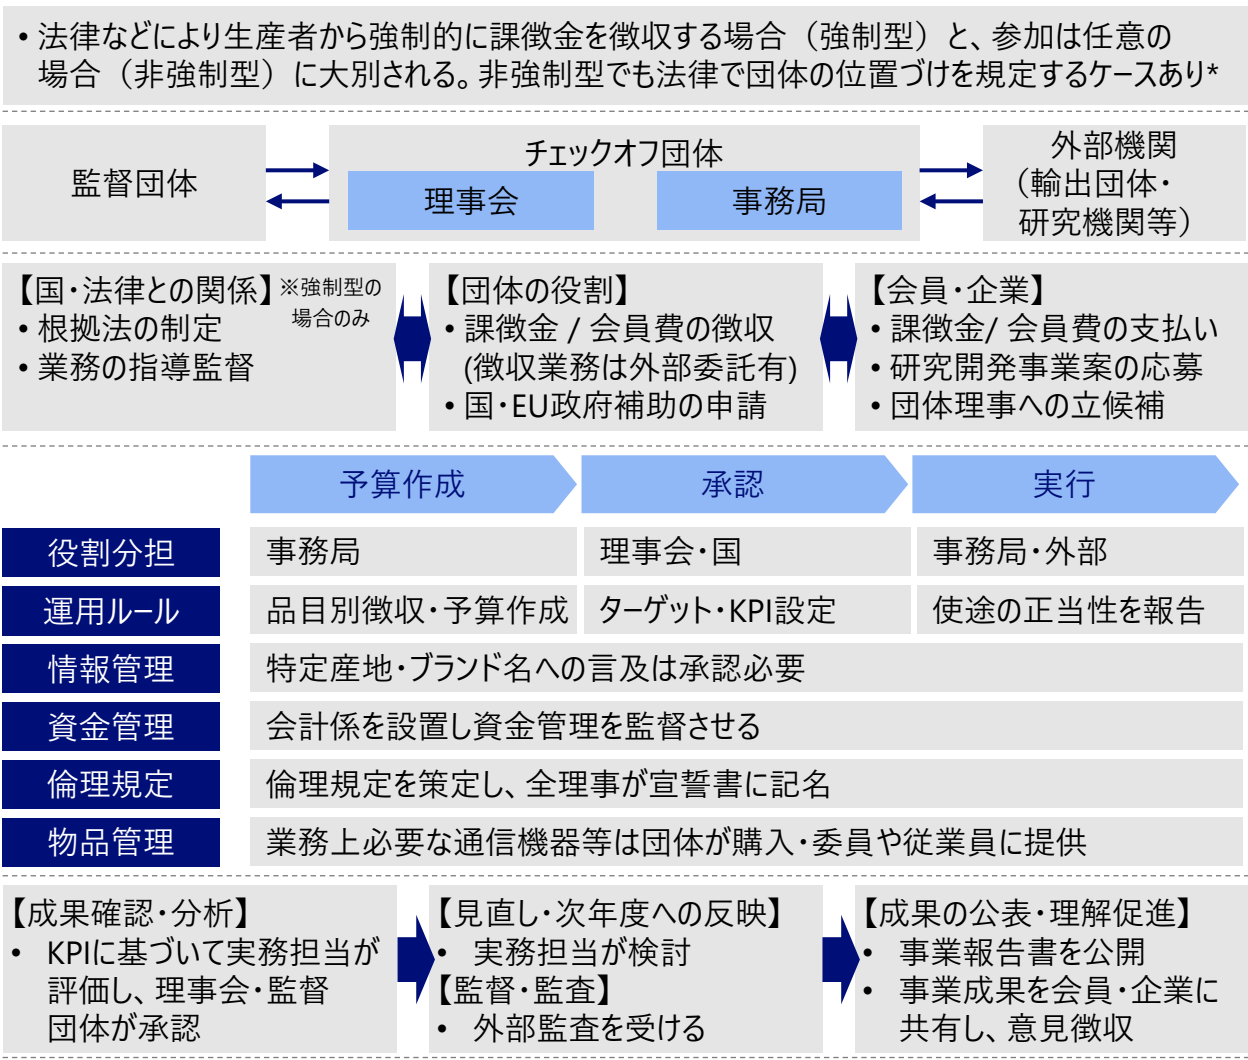 • 法律などにより生産者から強制的に課徴金を徴収する場合（強制型）と、参加は任意の
場合（非強制型）に大別される。非強制型でも法律で団体の位置づけを規定するケースあり*
監督団体
チェックオフ団体
理事会
事務局
外部機関
（輸出団体・
研究機関等）
【国・法律との関係】※強制型の
場合のみ
• 根拠法の制定
• 業務の指導監督
【団体の役割】
• 課徴金 / 会員費の徴収
(徴収業務は外部委託有)
• 国・EU政府補助の申請
【会員・企業】
• 課徴金/ 会員費の支払い
• 研究開発事業案の応募
• 団体理事への立候補
予算作成
承認
実行
役割分担
事務局
理事会・国
事務局・外部
運用ルール
品目別徴収・予算作成
ターゲット・KPI設定
使途の正当性を報告
情報管理
特定産地・ブランド名への言及は承認必要
資金管理
会計係を設置し資金管理を監督させる
倫理規定
倫理規定を策定し、全理事が宣誓書に記名
物品管理
業務上必要な通信機器等は団体が購入・委員や従業員に提供
【成果確認・分析】
• KPIに基づいて実務担当が
評価し、理事会・監督
団体が承認
【見直し・次年度への反映】
• 実務担当が検討
【監督・監査】
• 外部監査を受ける
【成果の公表・理解促進】
• 事業報告書を公開
• 事業成果を会員・企業に
共有し、意見徴収